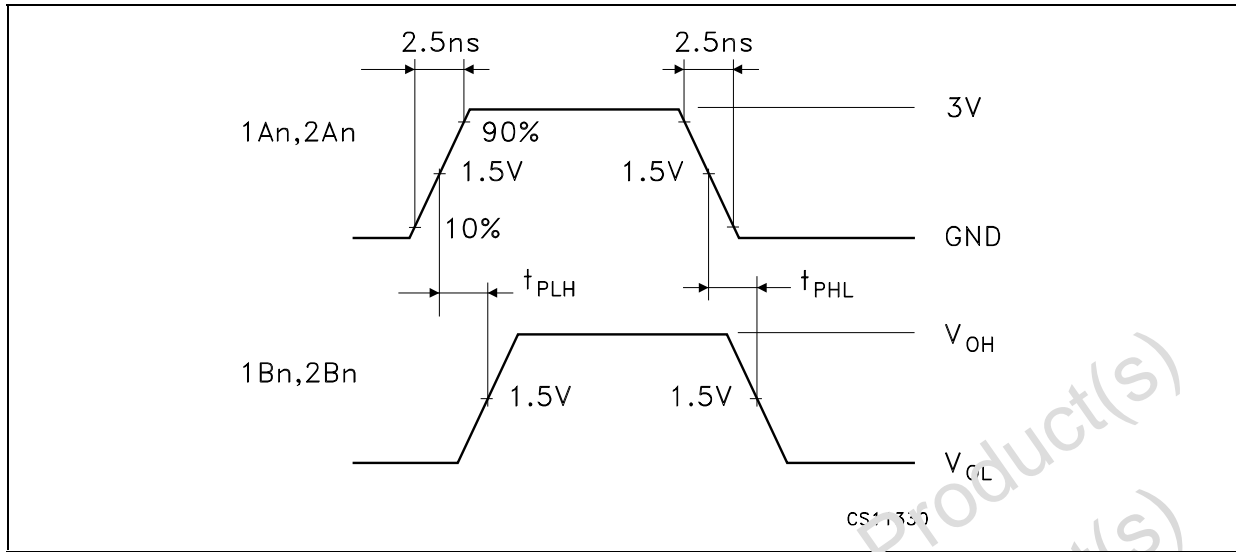 2.5ns 2.5ns
3V
1An,2An 90%
1.5V 1.5V
10% GND
tPLH tPHL
VOH
1Bn,2Bn
1.5V 1.5V
VOL
Product(s)